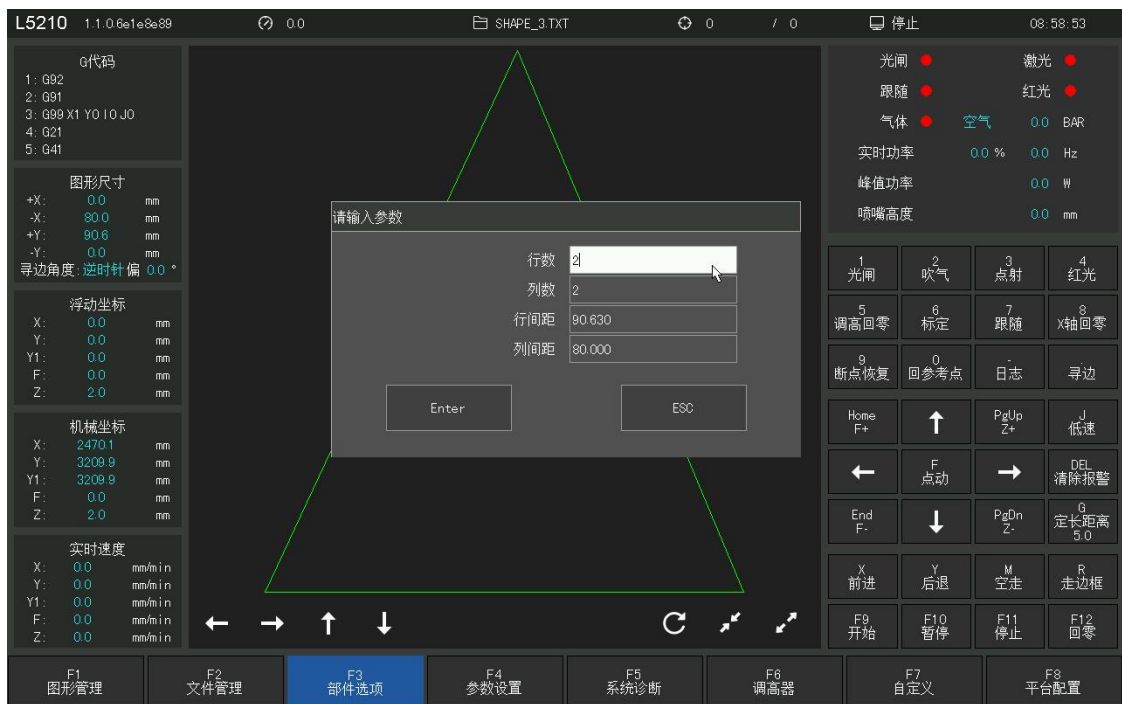 L5210 1.1.0.6e1e8e89 0.0 SHAPE_3.TXT 0 / 0 停止 08:58:53
G代码
1: G92
2: G91
3: G99 X1 Y0 I0 J0
4: G21
5: G41
图形尺寸
+X: 0.0 mm
-X: 80.0 mm
+Y: 90.6 mm
-Y: 0.0 mm
寻边角度:逆时针偏 0.0 °
浮动坐标
X: 0.0 mm
Y: 0.0 mm
Y1: 0.0 mm
F: 0.0 mm
Z: 2.0 mm
机械坐标
X: 2470.1 mm
Y: 3209.9 mm
Y1: 3209.9 mm
F: 0.0 mm
Z: 2.0 mm
实时速度
X: 0.0 mm/min
Y: 0.0 mm/min
Y1: 0.0 mm/min
F: 0.0 mm/min
Z: 0.0 mm/min
请输入参数
行数 2
列数 2
行间距 90.630
列间距 80.000
Enter ESC
光闸 激光
跟随 红光
气体 空气 0.0 BAR
实时功率 0.0 % 0.0 Hz
峰值功率 0.0 W
喷嘴高度 0.0 mm
1 2 3 4
光闸 吹气 点射 红光
5 6 7 8
调高回零 标定 跟随 X轴回零
9 0 - .
断点恢复 回参考点 日志 寻边
Home PgUp J
F+ Z+ 低速
F DEL
点动 清除报警
End PgDn G
F- Z- 定长距离
5.0
X Y M R
前进 后退 空走 走边框
F9 F10 F11 F12
开始 暂停 停止 回零
F1 F2 F3 F4 F5 F6 F7 F8
图形管理 文件管理 部件选项 参数设置 系统诊断 调高器 自定义 平台配置